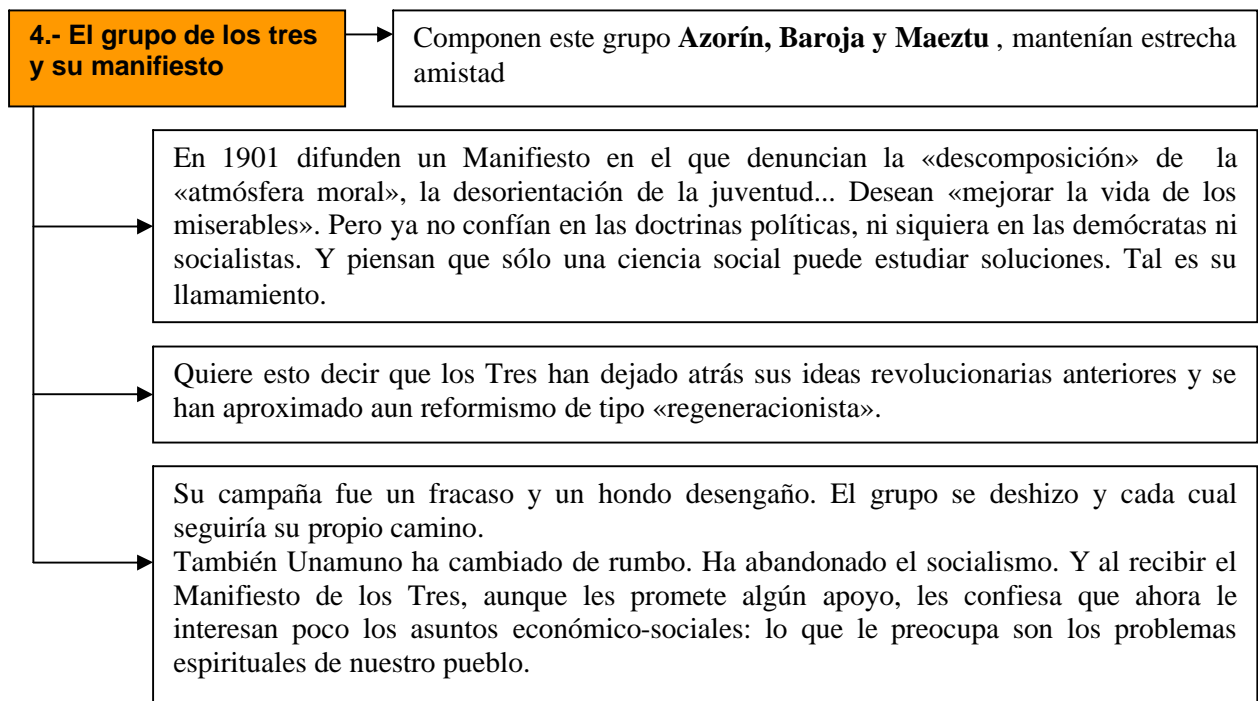 4.- El grupo de los tres
y su manifiesto
Componen este grupo Azorín, Baroja y Maeztu , mantenían estrecha
amistad
En 1901 difunden un Manifiesto en el que denuncian la «descomposición» de la
«atmósfera moral», la desorientación de la juventud... Desean «mejorar la vida de los
miserables». Pero ya no confían en las doctrinas políticas, ni siquiera en las demócratas ni
socialistas. Y piensan que sólo una ciencia social puede estudiar soluciones. Tal es su
llamamiento.
Quiere esto decir que los Tres han dejado atrás sus ideas revolucionarias anteriores y se
han aproximado aun reformismo de tipo «regeneracionista».
Su campaña fue un fracaso y un hondo desengaño. El grupo se deshizo y cada cual
seguiría su propio camino.
También Unamuno ha cambiado de rumbo. Ha abandonado el socialismo. Y al recibir el
Manifiesto de los Tres, aunque les promete algún apoyo, les confiesa que ahora le
interesan poco los asuntos económico-sociales: lo que le preocupa son los problemas
espirituales de nuestro pueblo.